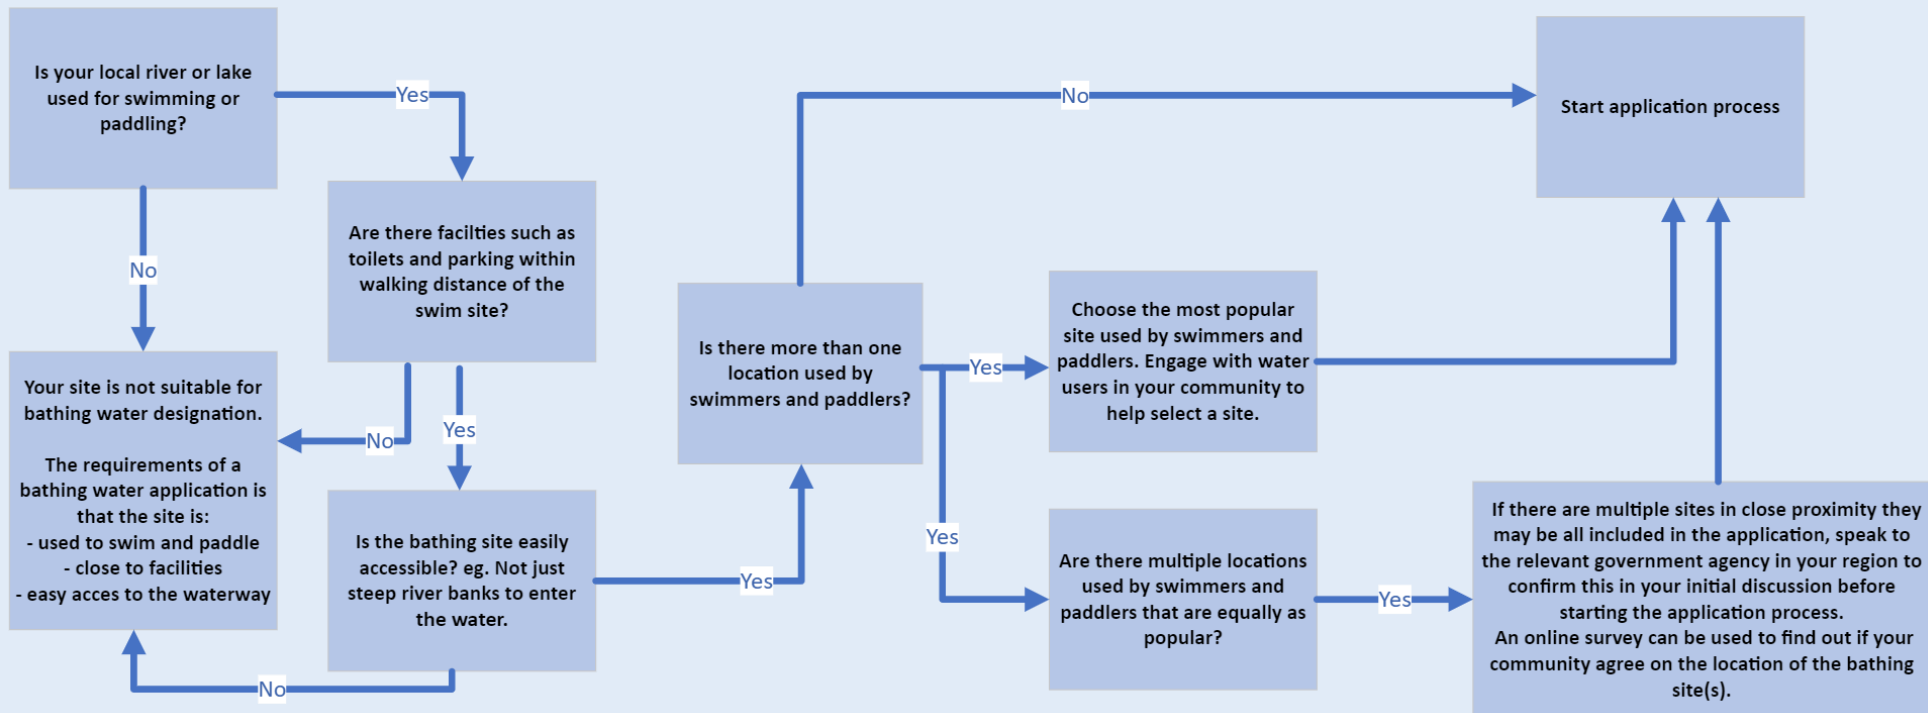 Is your local river or lake
used for swimming or
paddling?
Yes
No
Are there facilties such as
toilets and parking within
walking distance of the
swim site?
No
Yes
Your site is not suitable for
bathing water designation.
The requirements of a
bathing water application is
that the site is:
- used to swim and paddle
- close to facilities
- easy acces to the waterway
Is the bathing site easily
accessible? eg. Not just
steep river banks to enter
the water.
No
Yes
Is there more than one
location used by
swimmers and paddlers?
No
Yes
Yes
Choose the most popular
site used by swimmers and
paddlers. Engage with water
users in your community to
help select a site.
Are there multiple locations
used by swimmers and
paddlers that are equally as
popular?
Yes
If there are multiple sites in close proximity they
may be all included in the application, speak to
the relevant government agency in your region to
confirm this in your initial discussion before
starting the application process.
An online survey can be used to find out if your
community agree on the location of the bathing
site(s).
Start application process